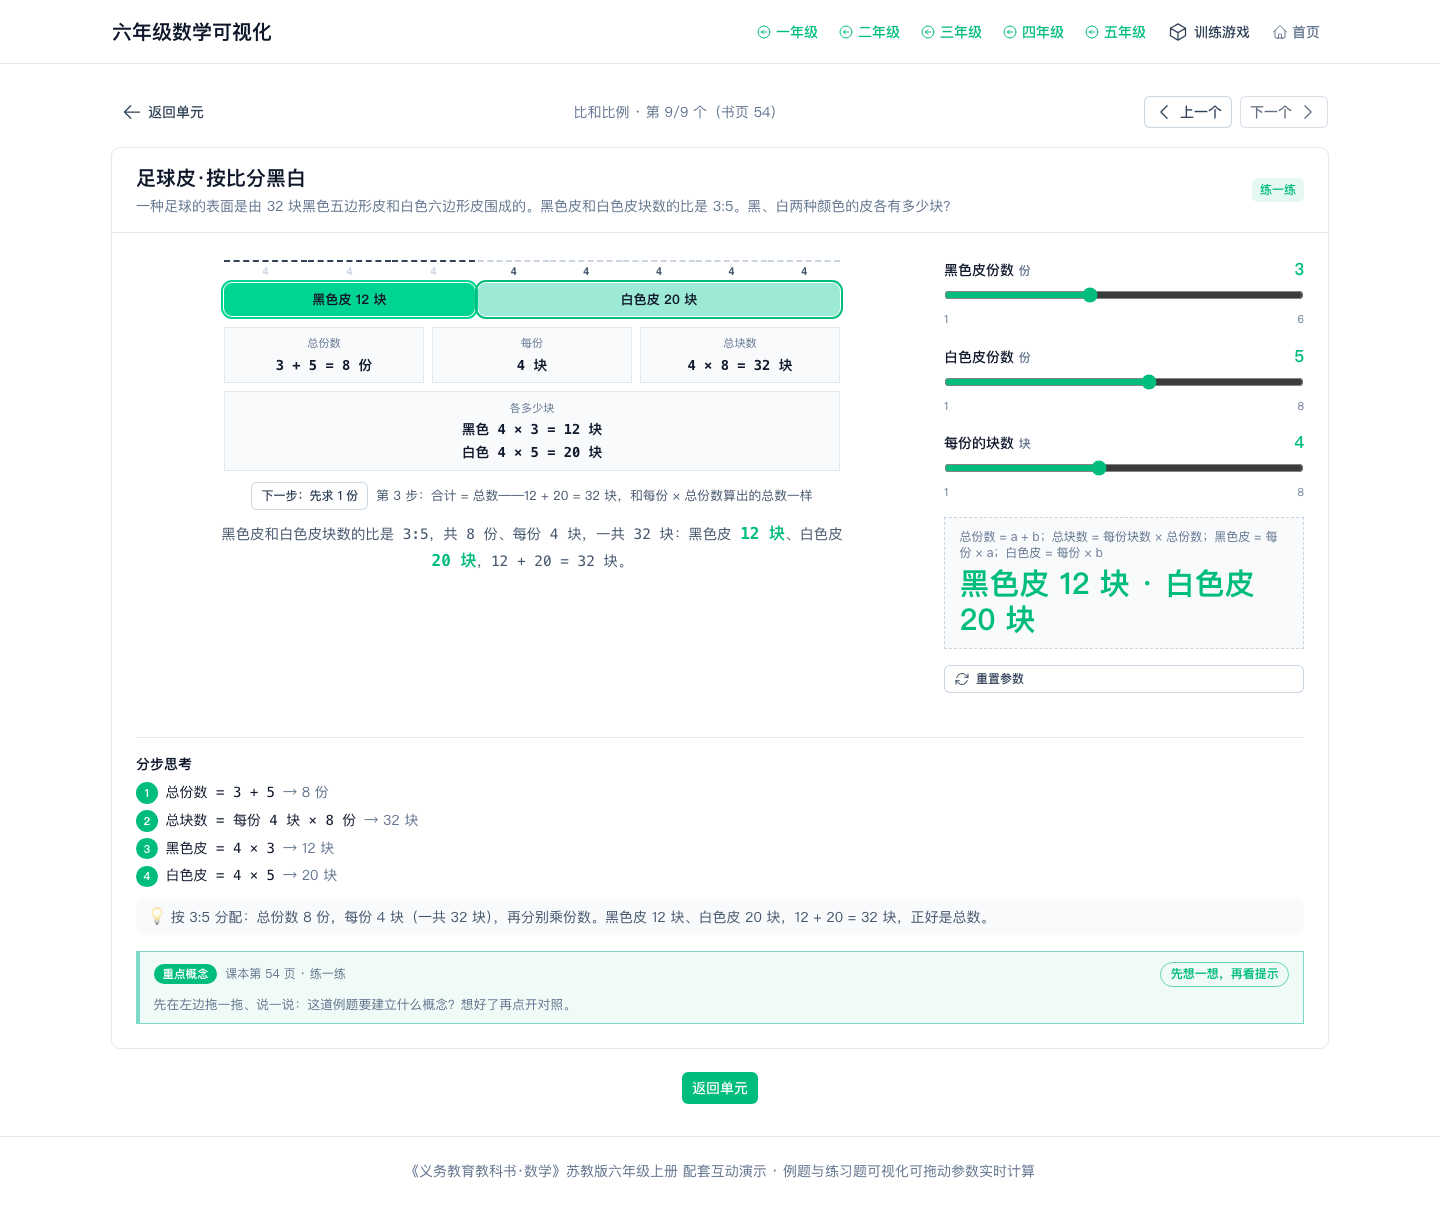 六年级数学可视化
一年级 二年级 三年级 四年级 五年级 训练游戏 首页
返回单元
比和比例 · 第 9/9 个（书页 54）
上一个 下一个
足球皮·按比分黑白
一种足球的表面是由 32 块黑色五边形皮和白色六边形皮围成的。黑色皮和白色皮块数的比是 3:5。黑、白两种颜色的皮各有多少块？
练一练
4 4 4 4 4 4 4 4
黑色皮 12 块 白色皮 20 块
总份数 每份 总块数
3 + 5 = 8 份 4 块 4 × 8 = 32 块
各多少块
黑色 4 × 3 = 12 块
白色 4 × 5 = 20 块
下一步：先求 1 份 第 3 步：合计 = 总数——12 + 20 = 32 块，和每份 × 总份数算出的总数一样
黑色皮和白色皮块数的比是 3:5，共 8 份、每份 4 块，一共 32 块：黑色皮 12 块、白色皮
20 块，12 + 20 = 32 块。
黑色皮份数 份 3
1 6
白色皮份数 份 5
1 8
每份的块数 块 4
1 8
总份数 = a + b；总块数 = 每份块数 × 总份数；黑色皮 = 每
份 × a；白色皮 = 每份 × b
黑色皮 12 块 · 白色皮
20 块
重置参数
分步思考
1 总份数 = 3 + 5 → 8 份
2 总块数 = 每份 4 块 × 8 份 → 32 块
3 黑色皮 = 4 × 3 → 12 块
4 白色皮 = 4 × 5 → 20 块
💡 按 3:5 分配：总份数 8 份，每份 4 块（一共 32 块），再分别乘份数。黑色皮 12 块、白色皮 20 块，12 + 20 = 32 块，正好是总数。
重点概念 课本第 54 页 · 练一练 先想一想，再看提示
先在左边拖一拖、说一说：这道例题要建立什么概念？想好了再点开对照。
返回单元
《义务教育教科书·数学》苏教版六年级上册 配套互动演示 · 例题与练习题可视化可拖动参数实时计算